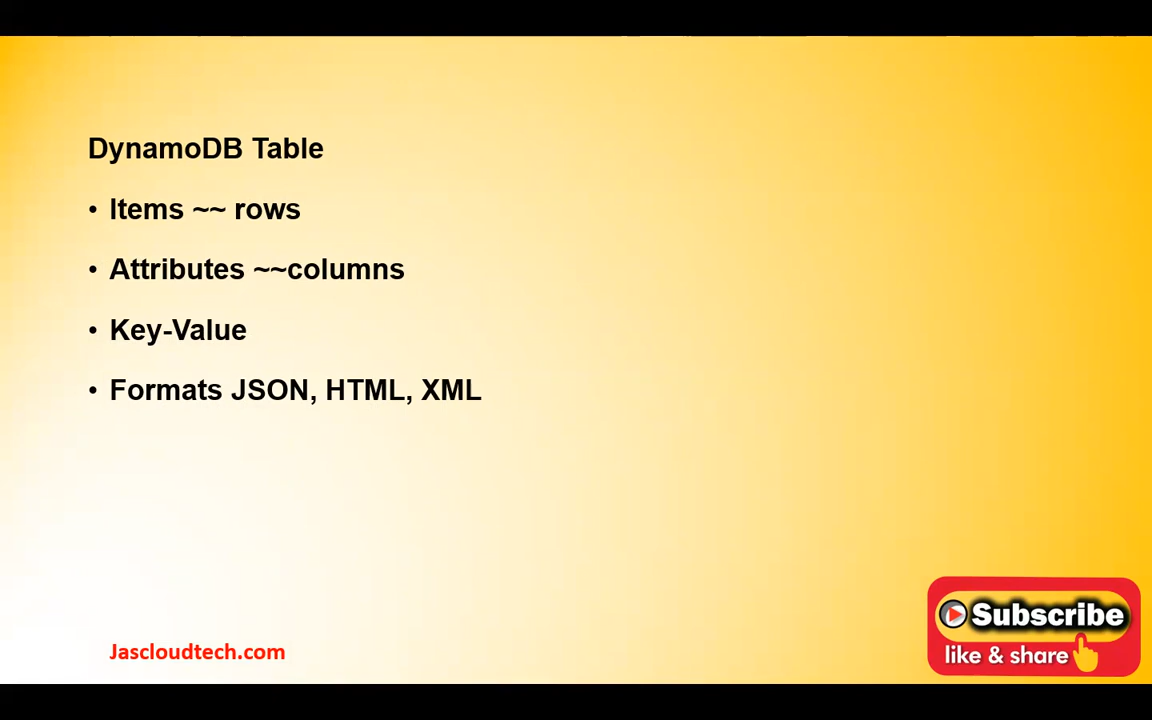 DynamoDB Table
• Items ~~ rows
• Attributes ~~columns
• Key-Value
• Formats JSON, HTML, XML
Subscribe
like & share
Jascloudtech.com